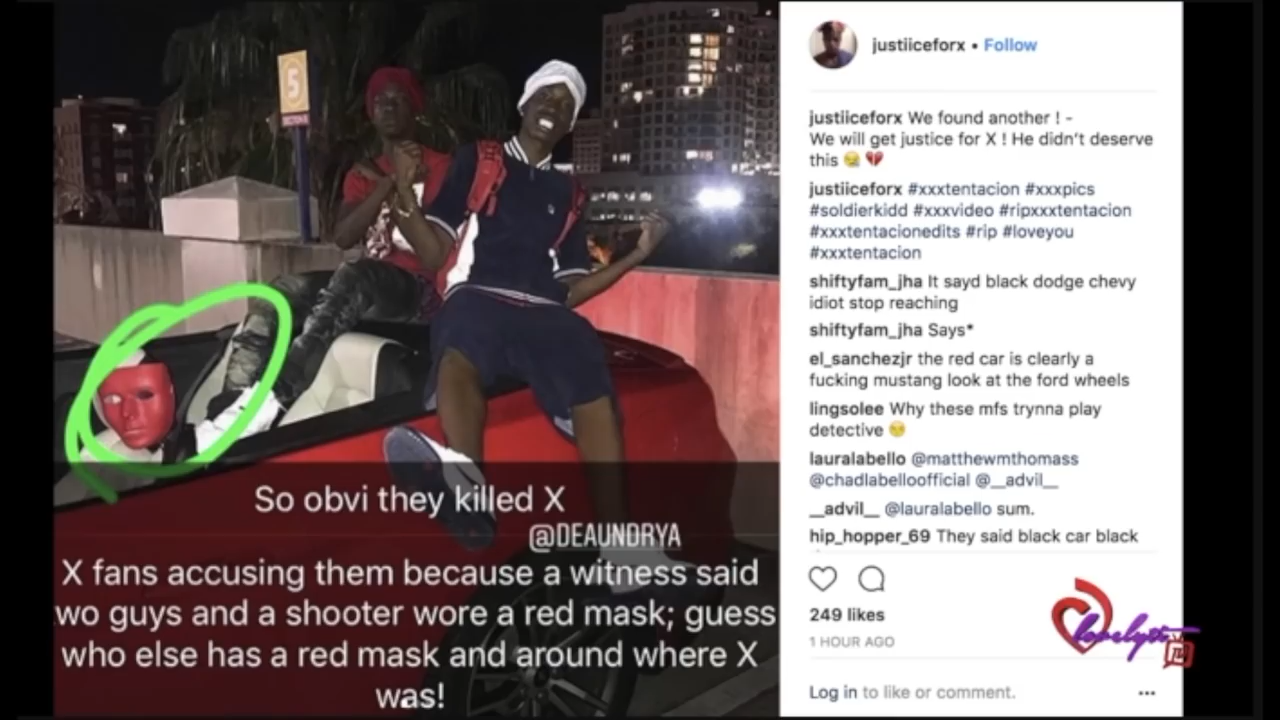 5
So obvi they killed X
@DEAUNDRYA
X fans accusing them because a witness said
wo guys and a shooter wore a red mask; guess
who else has a red mask and around where X
was!
justiiceforx • Follow
justiiceforx We found another ! -
We will get justice for X ! He didn't deserve
this 😪 💔
justiiceforx #xxxtentacion #xxxpics
#soldierkidd #xxxvideo #ripxxxtentacion
#xxxtentacionedits #rip #loveyou
#xxxtentacion
shiftyfam_jha It sayd black dodge chevy
idiot stop reaching
shiftyfam_jha Says*
el_sanchezjr the red car is clearly a
fucking mustang look at the ford wheels
lingsolee Why these mfs trynna play
detective 😒
lauralabello @matthewmthomass
@chadlabelloofficial @__advil__
__advil__ @lauralabello sum.
hip_hopper_69 They said black car black
249 likes
1 HOUR AGO
Log in to like or comment.
lovelyti